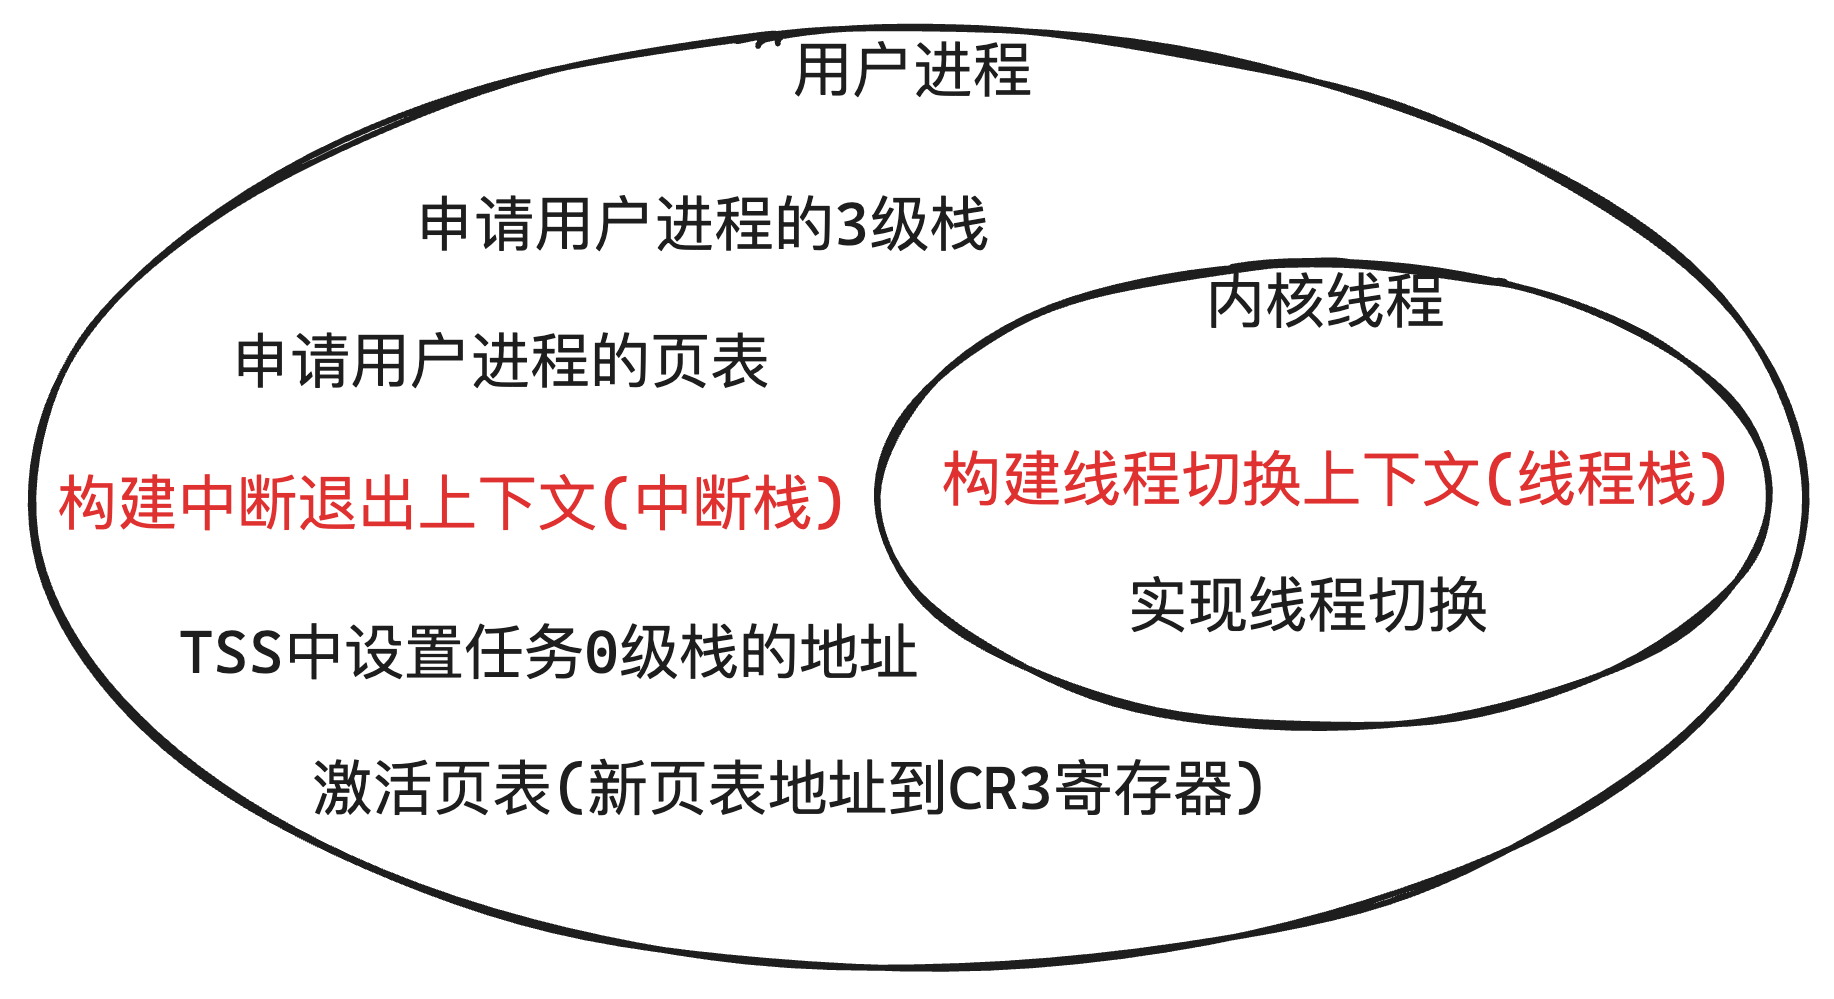 用户进程
申请用户进程的3级栈
内核线程
申请用户进程的页表
构建线程切换上下文(线程栈)
构建中断退出上下文(中断栈)
实现线程切换
TSS中设置任务0级栈的地址
激活页表(新页表地址到CR3寄存器)